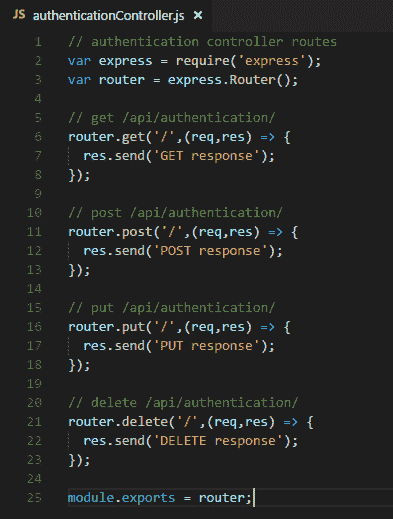 JS authenticationController.js ×
1 // authentication controller routes
2 var express = require('express');
3 var router = express.Router();
4
5 // get /api/authentication/
6 router.get('/',(req,res) => {
7   res.send('GET response');
8 });
9
10 // post /api/authentication/
11 router.post('/',(req,res) => {
12   res.send('POST response');
13 });
14
15 // put /api/authentication/
16 router.put('/',(req,res) => {
17   res.send('PUT response');
18 });
19
20 // delete /api/authentication/
21 router.delete('/',(req,res) => {
22   res.send('DELETE response');
23 });
24
25 module.exports = router;